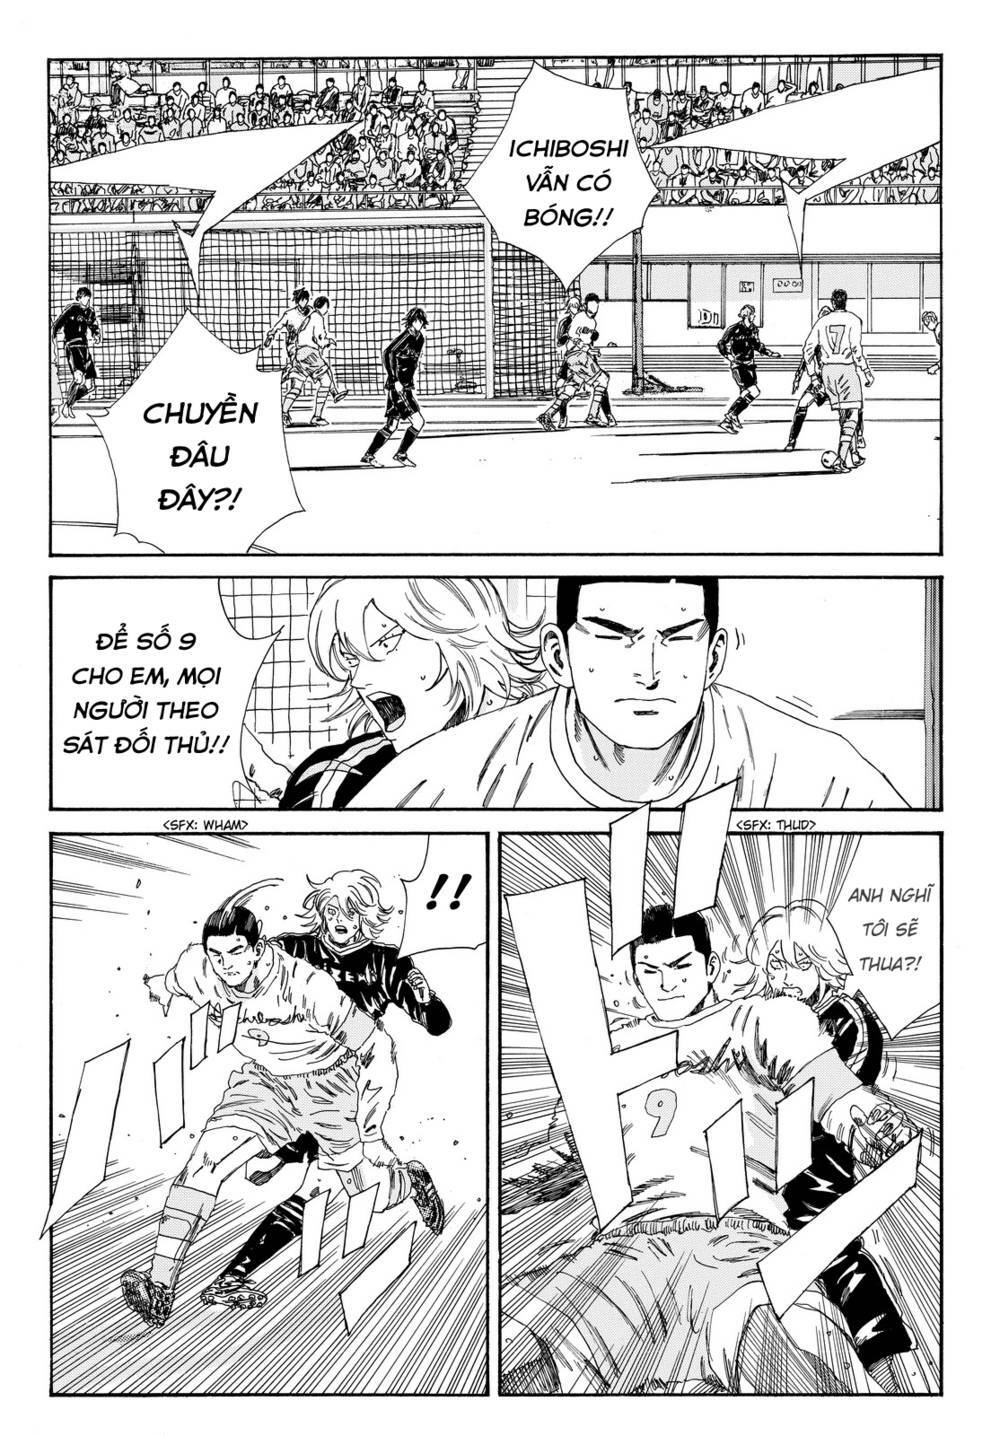 ICHIBOSHI
VẪN CÓ
BÓNG!!
CHUYỀN
ĐÂU
ĐÂY?!
7
ĐỂ SỐ 9
CHO EM, MỌI
NGƯỜI THEO
SÁT ĐỐI THỦ!!
<SFX: THUD>
ANH NGHĨ
TÔI SẼ
THUA?!
9
<SFX: WHAM>
!!
9